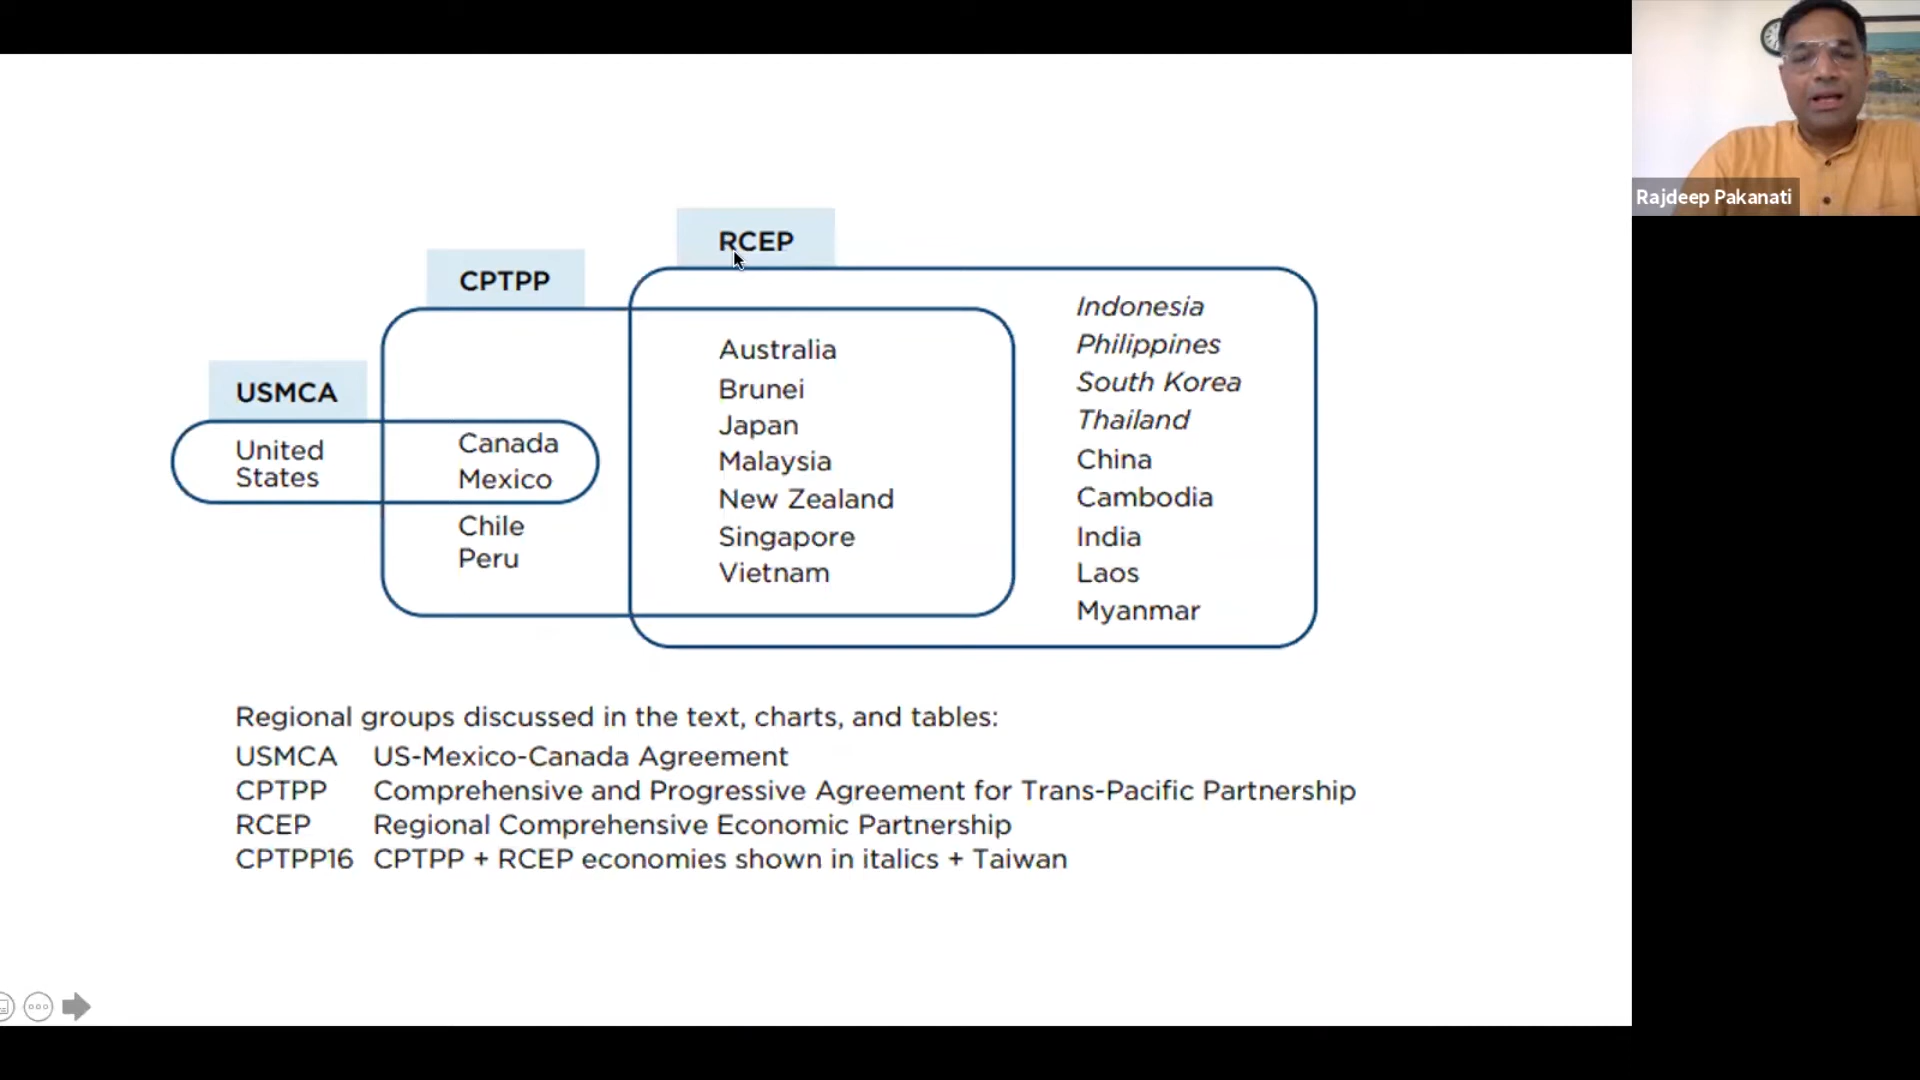 Rajdeep Pakanati
RCEP
CPTPP
USMCA
United
States
Canada
Mexico
Chile
Peru
Australia
Brunei
Japan
Malaysia
New Zealand
Singapore
Vietnam
Indonesia
Philippines
South Korea
Thailand
China
Cambodia
India
Laos
Myanmar
Regional groups discussed in the text, charts, and tables:
USMCA US-Mexico-Canada Agreement
CPTPP Comprehensive and Progressive Agreement for Trans-Pacific Partnership
RCEP Regional Comprehensive Economic Partnership
CPTPP16 CPTPP + RCEP economies shown in italics + Taiwan